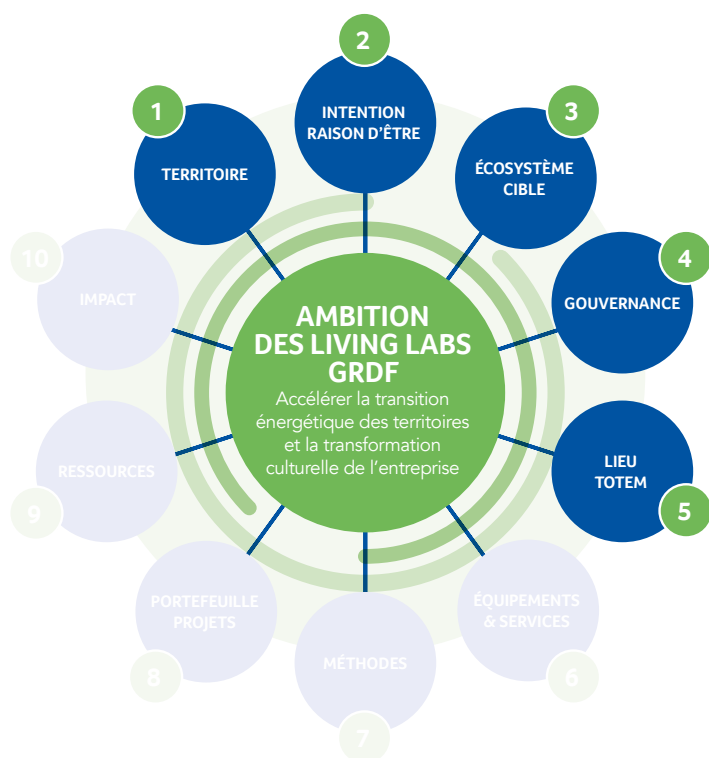 1
TERRITOIRE
2
INTENTION
RAISON D’ÊTRE
3
ÉCOSYSTÈME
CIBLE
4
GOUVERNANCE
5
LIEU
TOTEM
6
ÉQUIPEMENTS
& SERVICES
7
MÉTHODES
8
PORTEFEUILLE
PROJETS
9
RESSOURCES
10
IMPACT
AMBITION
DES LIVING LABS
GRDF
Accélérer la transition
énergétique des territoires
et la transformation
culturelle de l’entreprise